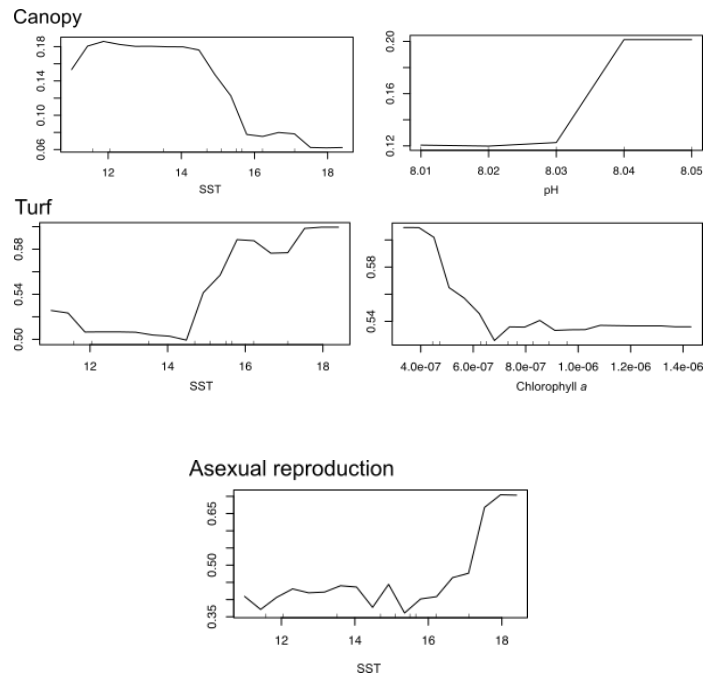 Canopy
0.18
0.14
0.06
12
14
16
18
SST
0.20
0.16
0.12
8.01
8.02
8.03
8.04
8.05
pH
Turf
0.58
0.54
0.50
12
14
16
18
SST
0.58
0.54
4.0e-07
6.0e-07
8.0e-07
1.0e-06
1.2e-06
1.4e-06
Chlorophyll a
Asexual reproduction
0.65
0.50
0.35
12
14
16
18
SST